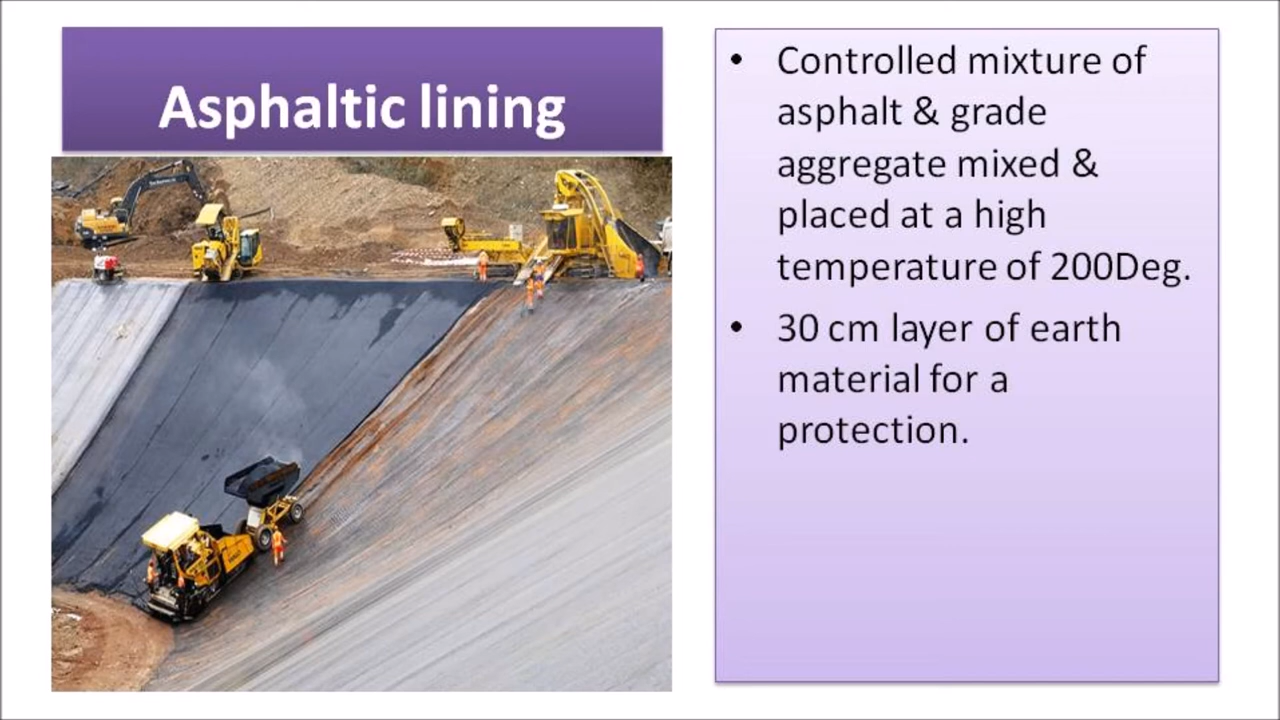 Asphaltic lining
• Controlled mixture of
asphalt & grade
aggregate mixed &
placed at a high
temperature of 200Deg.
• 30 cm layer of earth
material for a
protection.